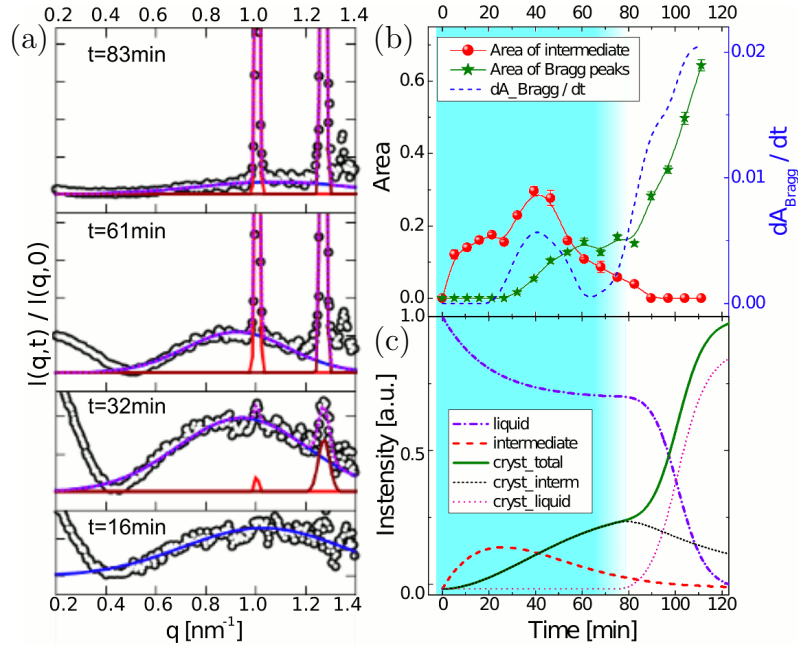 (a)
0.2 0.4 0.6 0.8 1.0 1.2 1.4
t=83min
t=61min
t=32min
t=16min
I(q,t) / I(q,0)
0.2 0.4 0.6 0.8 1.0 1.2 1.4
q [nm-1]
(b)
0 20 40 60 80 100 120
Area of intermediate
Area of Bragg peaks
dA_Bragg / dt
0.6
0.4
0.2
0.0
Area
0.02
0.01
0.00
dABragg / dt
(c)
1.0
0.5
0.0
Instensity [a.u.]
liquid
intermediate
cryst_total
cryst_interm
cryst_liquid
0 20 40 60 80 100 120
Time [min]